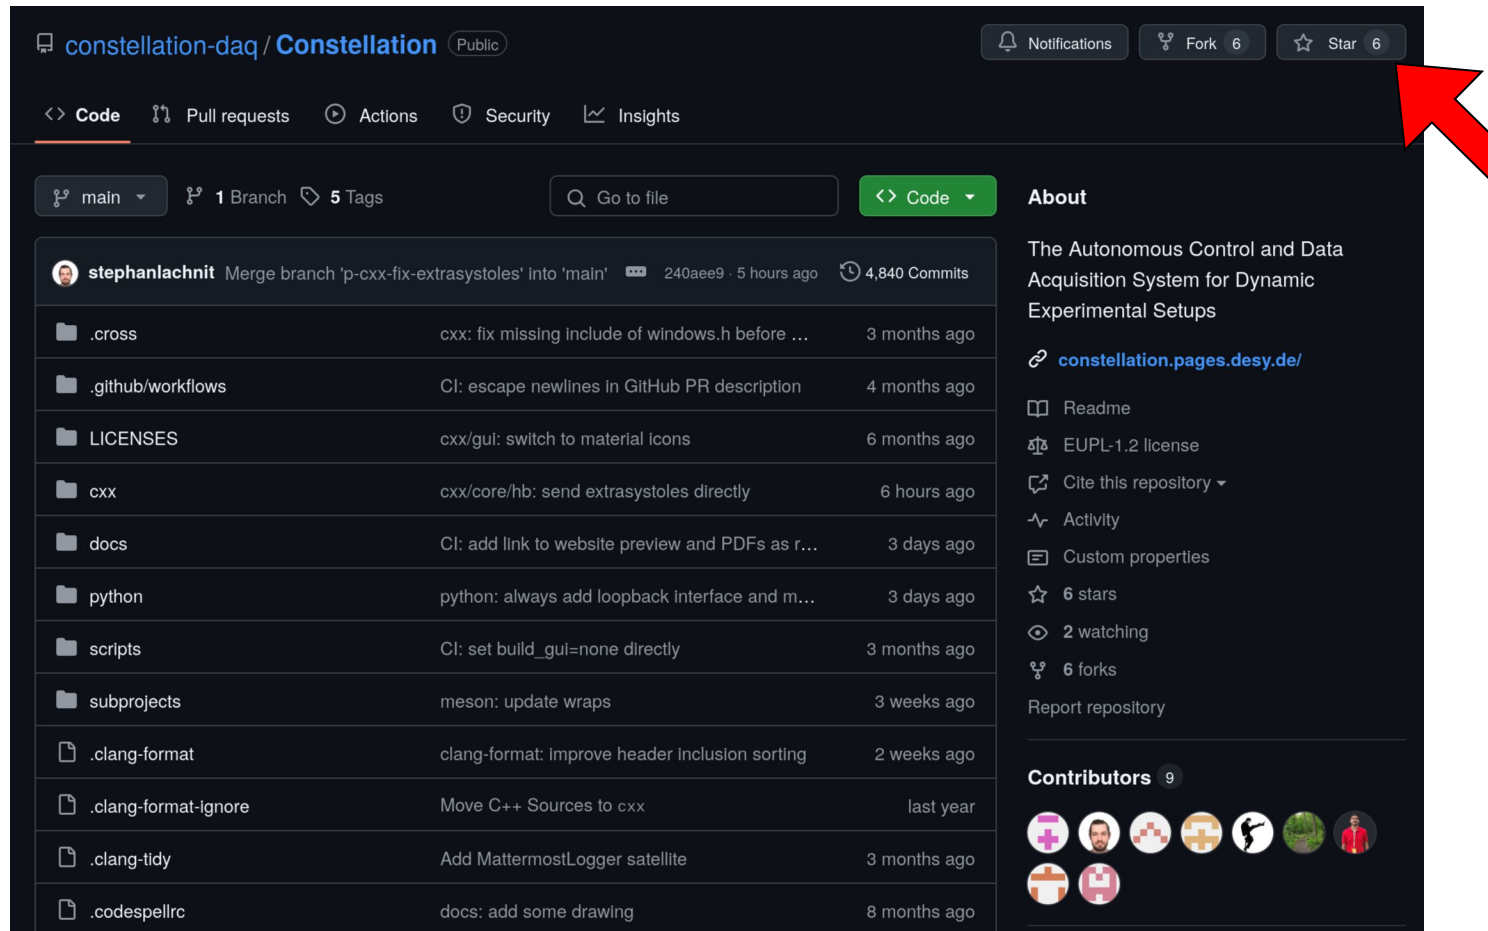 constellation-daq / Constellation Public
Notifications Fork 6 Star 6
Code Pull requests Actions Security Insights
main 1 Branch 5 Tags Go to file Code
stephanlachnit Merge branch 'p-cxx-fix-extrasystoles' into 'main' 240aee9 · 5 hours ago 4,840 Commits
.cross cxx: fix missing include of windows.h before … 3 months ago
.github/workflows CI: escape newlines in GitHub PR description 4 months ago
LICENSES cxx/gui: switch to material icons 6 months ago
cxx cxx/core/hb: send extrasystoles directly 6 hours ago
docs CI: add link to website preview and PDFs as r… 3 days ago
python python: always add loopback interface and m… 3 days ago
scripts CI: set build_gui=none directly 3 months ago
subprojects meson: update wraps 3 weeks ago
.clang-format clang-format: improve header inclusion sorting 2 weeks ago
.clang-format-ignore Move C++ Sources to cxx last year
.clang-tidy Add MattermostLogger satellite 3 months ago
.codespellrc docs: add some drawing 8 months ago
About
The Autonomous Control and Data
Acquisition System for Dynamic
Experimental Setups
constellation.pages.desy.de/
Readme
EUPL-1.2 license
Cite this repository
Activity
Custom properties
6 stars
2 watching
6 forks
Report repository
Contributors 9